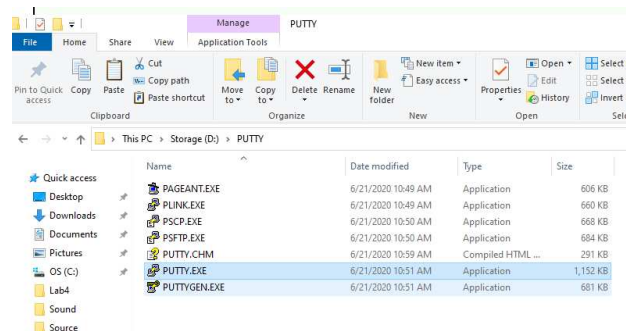 Manage PUTTY
File Home Share View Application Tools
Pin to Quick access
Copy
Paste
Cut
Copy path
Paste shortcut
Move to
Copy to
Delete
Rename
New folder
New item
Easy access
Properties
Open
Edit
History
Select
Select
Invert
Clipboard Organize New Open
This PC > Storage (D:) > PUTTY
Name Date modified Type Size
Quick access
Desktop
Downloads
Documents
Pictures
OS (C:)
Lab4
Sound
Source
PAGEANT.EXE 6/21/2020 10:49 AM Application 606 KB
PLINK.EXE 6/21/2020 10:49 AM Application 660 KB
PSCP.EXE 6/21/2020 10:50 AM Application 668 KB
PSFTP.EXE 6/21/2020 10:50 AM Application 684 KB
PUTTY.CHM 6/21/2020 10:59 AM Compiled HTML ... 291 KB
PUTTY.EXE 6/21/2020 10:51 AM Application 1,152 KB
PUTTYGEN.EXE 6/21/2020 10:51 AM Application 681 KB